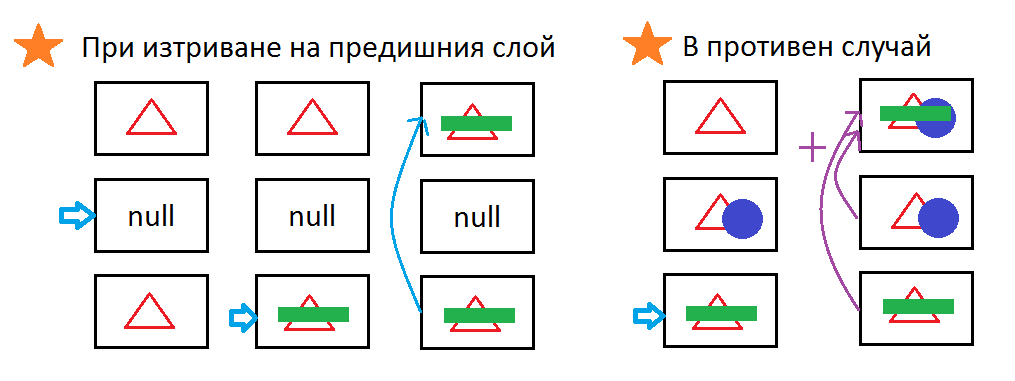 При изтриване на предишния слой
В противен случай
null
null
null